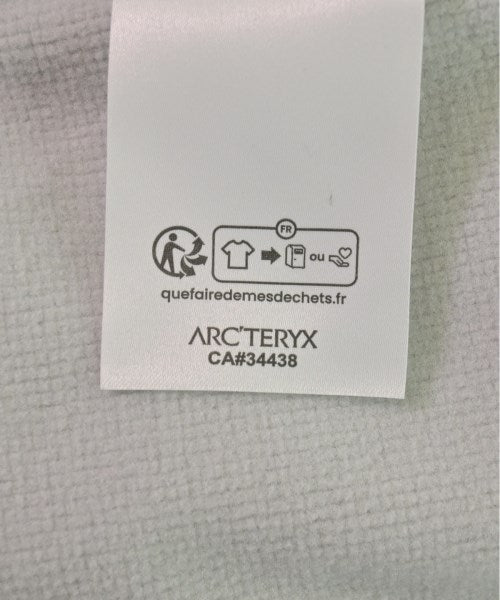 FR
ou
quefairedemesdechets.fr
ARC'TERYX
CA#34438